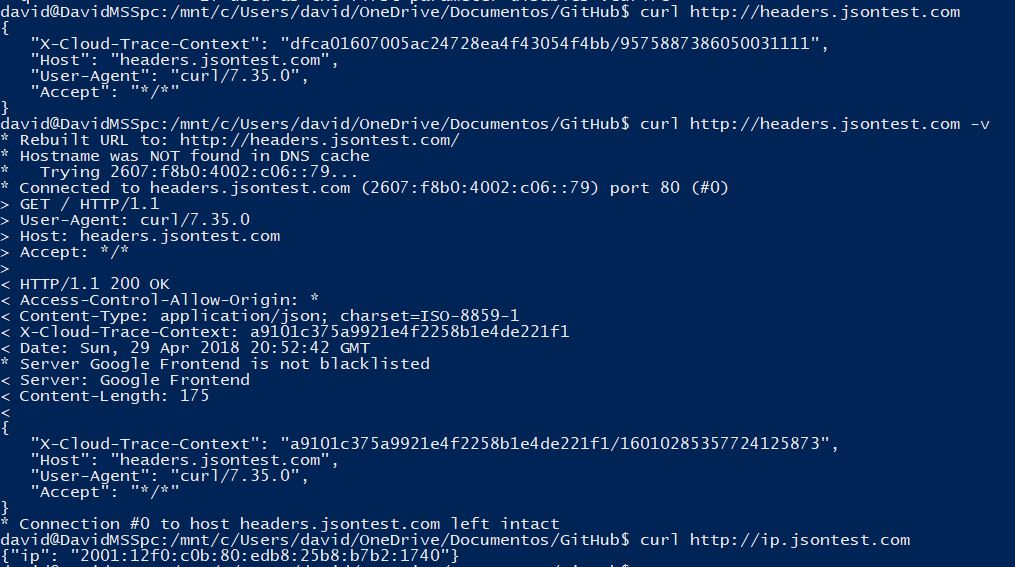 david@DavidMSSpc:/mnt/c/Users/david/OneDrive/Documentos/GitHub$ curl http://headers.jsontest.com
{
   "X-Cloud-Trace-Context": "dfca01607005ac24728ea4f43054f4bb/9575887386050031111",
   "Host": "headers.jsontest.com",
   "User-Agent": "curl/7.35.0",
   "Accept": "*/*"
}
david@DavidMSSpc:/mnt/c/Users/david/OneDrive/Documentos/GitHub$ curl http://headers.jsontest.com -v
* Rebuilt URL to: http://headers.jsontest.com/
* Hostname was NOT found in DNS cache
*   Trying 2607:f8b0:4002:c06::79...
* Connected to headers.jsontest.com (2607:f8b0:4002:c06::79) port 80 (#0)
> GET / HTTP/1.1
> User-Agent: curl/7.35.0
> Host: headers.jsontest.com
> Accept: */*
>
< HTTP/1.1 200 OK
< Access-Control-Allow-Origin: *
< Content-Type: application/json; charset=ISO-8859-1
< X-Cloud-Trace-Context: a9101c375a9921e4f2258b1e4de221f1
< Date: Sun, 29 Apr 2018 20:52:42 GMT
* Server Google Frontend is not blacklisted
< Server: Google Frontend
< Content-Length: 175
<
{
   "X-Cloud-Trace-Context": "a9101c375a9921e4f2258b1e4de221f1/16010285357724125873",
   "Host": "headers.jsontest.com",
   "User-Agent": "curl/7.35.0",
   "Accept": "*/*"
}
* Connection #0 to host headers.jsontest.com left intact
david@DavidMSSpc:/mnt/c/Users/david/OneDrive/Documentos/GitHub$ curl http://ip.jsontest.com
{"ip": "2001:12f0:c0b:80:edb8:25b8:b7b2:1740"}